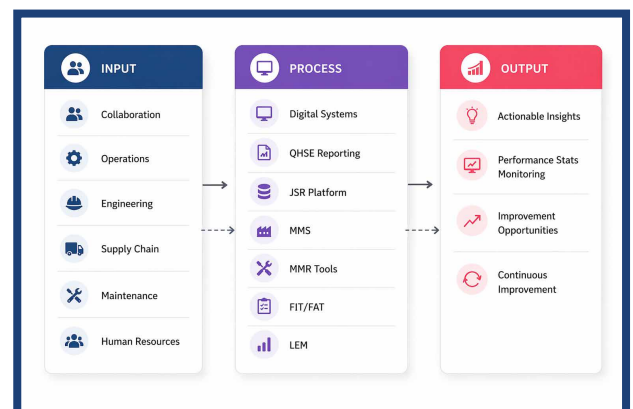 INPUT
Collaboration
Operations
Engineering
Supply Chain
Maintenance
Human Resources
PROCESS
Digital Systems
QHSE Reporting
JSR Platform
MMS
MMR Tools
FIT/FAT
LEM
OUTPUT
Actionable Insights
Performance Stats
Monitoring
Improvement
Opportunities
Continuous
Improvement